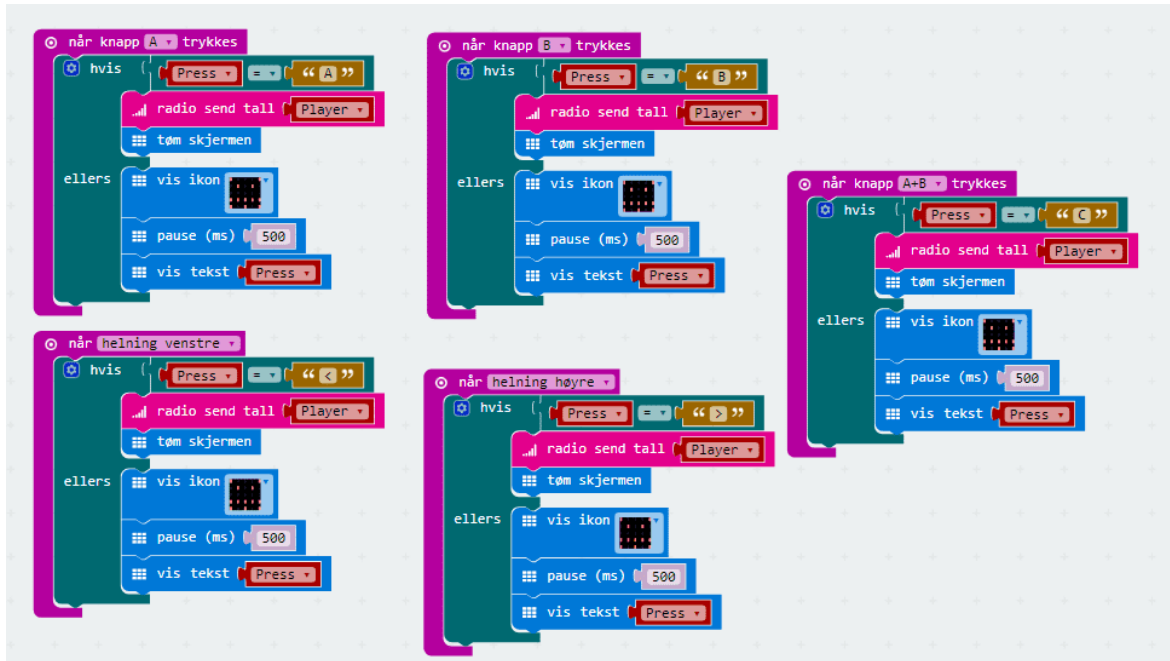 når knapp A trykkes
hvis Press = “ A ”
radio send tall Player
tøm skjermen
ellers vis ikon
pause (ms) 500
vis tekst Press
når knapp B trykkes
hvis Press = “ B ”
radio send tall Player
tøm skjermen
ellers vis ikon
pause (ms) 500
vis tekst Press
når knapp A+B trykkes
hvis Press = “ C ”
radio send tall Player
tøm skjermen
ellers vis ikon
pause (ms) 500
vis tekst Press
når helning venstre
hvis Press = “ < ”
radio send tall Player
tøm skjermen
ellers vis ikon
pause (ms) 500
vis tekst Press
når helning høyre
hvis Press = “ > ”
radio send tall Player
tøm skjermen
ellers vis ikon
pause (ms) 500
vis tekst Press